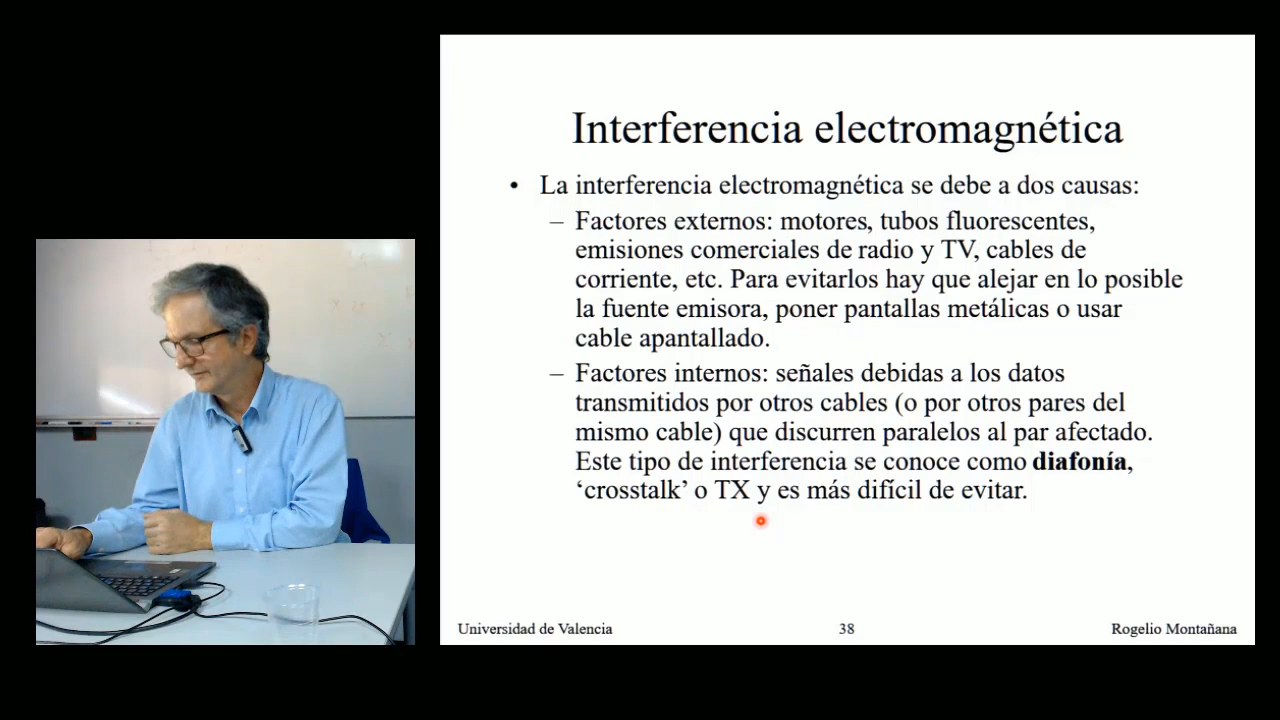 Interferencia electromagnética
• La interferencia electromagnética se debe a dos causas:
– Factores externos: motores, tubos fluorescentes,
emisiones comerciales de radio y TV, cables de
corriente, etc. Para evitarlos hay que alejar en lo posible
la fuente emisora, poner pantallas metálicas o usar
cable apantallado.
– Factores internos: señales debidas a los datos
transmitidos por otros cables (o por otros pares del
mismo cable) que discurren paralelos al par afectado.
Este tipo de interferencia se conoce como diafonía,
‘crosstalk’ o TX y es más difícil de evitar.
Universidad de Valencia
38
Rogelio Montañana